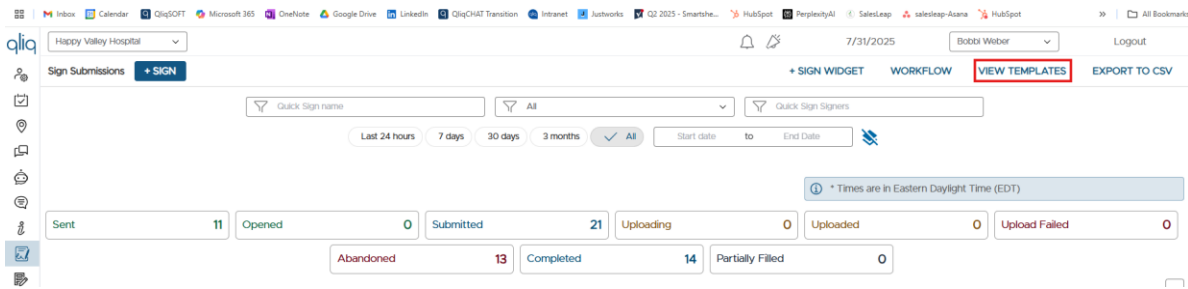 Inbox Calendar QliqSOFT Microsoft 365 OneNote Google Drive LinkedIn QliqCHAT Transition Intranet Justworks Q2 2025 - Smartshe... HubSpot PerplexityAI SalesLeap salesleap-Asana HubSpot » All Bookmarks
qliq Happy Valley Hospital 7/31/2025 Bobbi Weber Logout
Sign Submissions + SIGN + SIGN WIDGET WORKFLOW VIEW TEMPLATES EXPORT TO CSV
Quick Sign name All Quick Sign Signers
Last 24 hours 7 days 30 days 3 months All Start date to End Date
* Times are in Eastern Daylight Time (EDT)
Sent 11 Opened 0 Submitted 21 Uploading 0 Uploaded 0 Upload Failed 0
Abandoned 13 Completed 14 Partially Filled 0